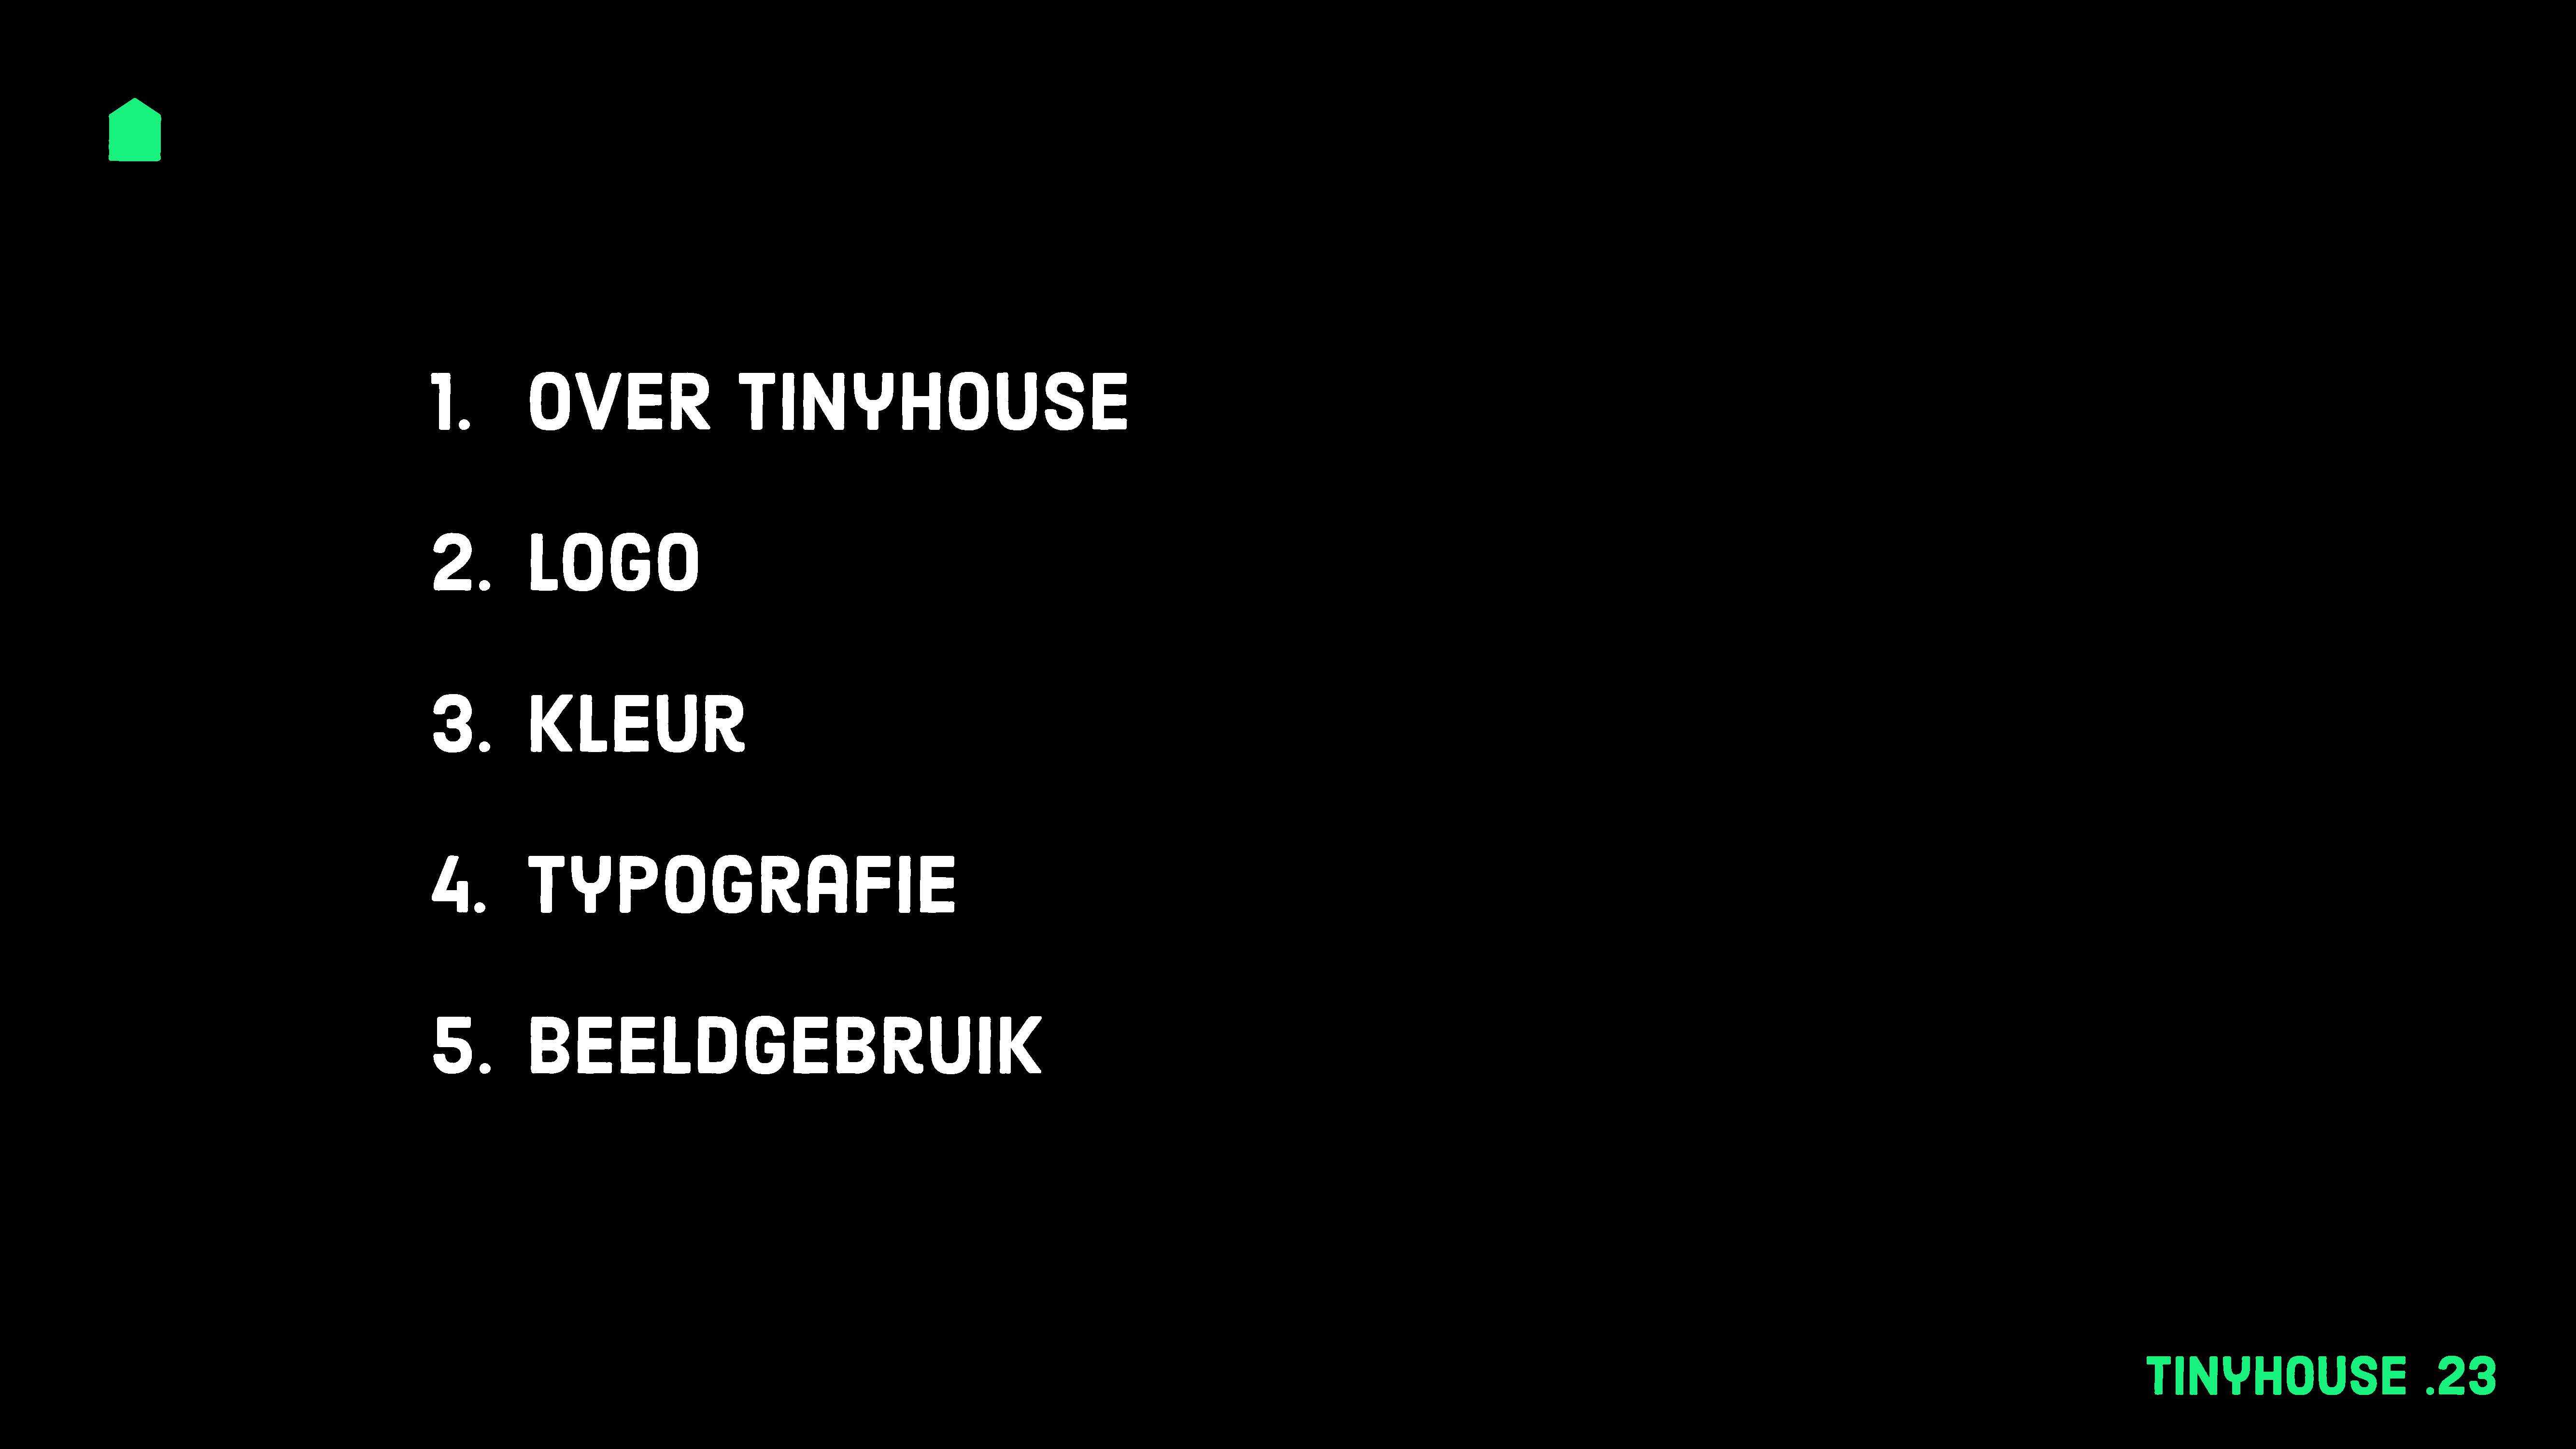 1. OVER TINYHOUSE
2. LOGO
3. KLEUR
4. TYPOGRAFIE
5. BEELDGEBRUIK
TINYHOUSE .23